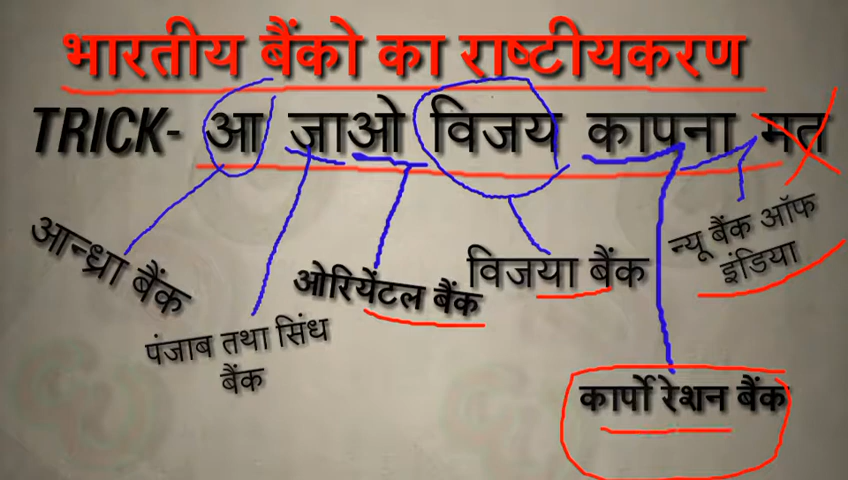 भारतीय बैंको का राष्टीयकरण
TRICK- आ जाओ विजय कापना मत
आन्ध्रा बैंक
पंजाब तथा सिंध
बैंक
ओरियेंटल बैंक
विजया बैंक
न्यू बैंक ऑफ
इंडिया
कार्पो रेशन बैंक